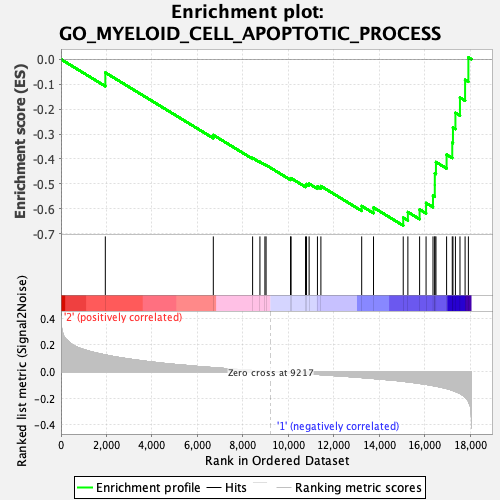 Enrichment plot:
GO_MYELOID_CELL_APOPTOTIC_PROCESS
Enrichment score (ES)
0.0
-0.1
-0.2
-0.3
-0.4
-0.5
-0.6
-0.7
'2' (positively correlated)
Ranked list metric (Signal2Noise)
0.4
0.2
0.0
-0.2
-0.4
Zero cross at 9217
'1' (negatively correlated)
0 2,000 4,000 6,000 8,000 10,000 12,000 14,000 16,000 18,000
Rank in Ordered Dataset
Enrichment profile Hits Ranking metric scores